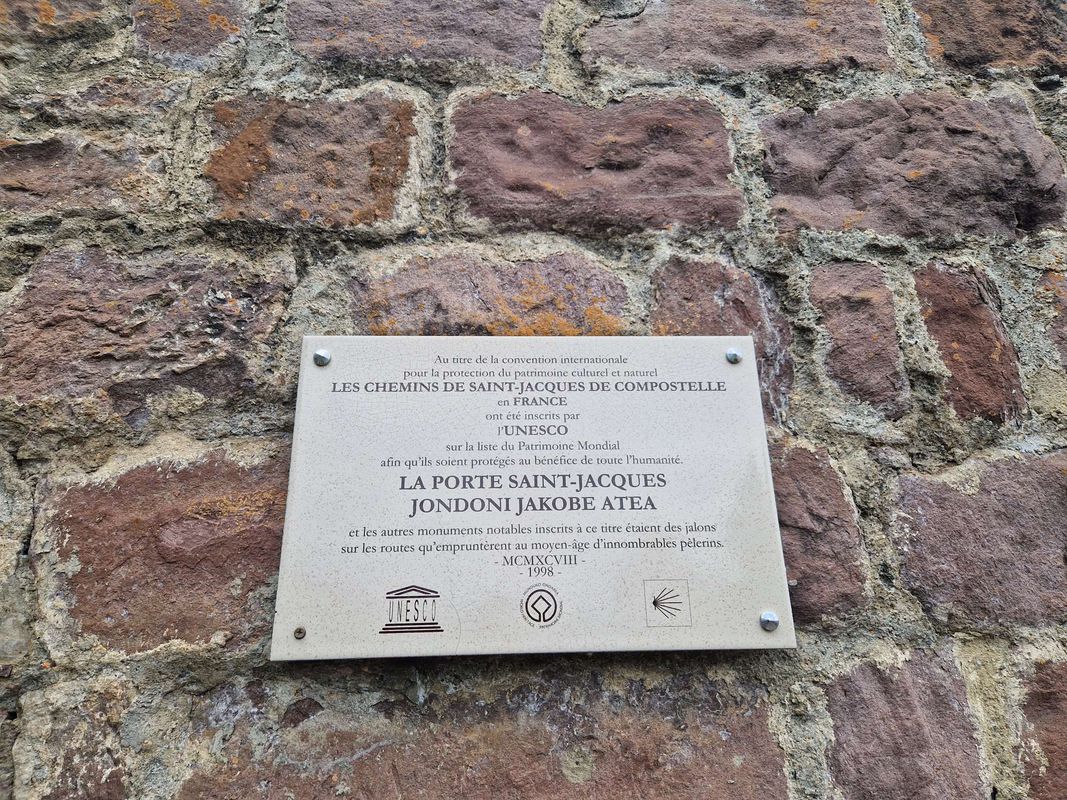 Au titre de la convention internationale
pour la protection du patrimoine culturel et naturel
LES CHEMINS DE SAINT-JACQUES DE COMPOSTELLE
en FRANCE
ont été inscrits par
l'UNESCO
sur la liste du Patrimoine Mondial
afin qu'ils soient protégés au bénéfice de toute l'humanité.
LA PORTE SAINT-JACQUES
JONDONI JAKOBE ATEA
et les autres monuments notables inscrits à ce titre étaient des jalons
sur les routes qu'empruntèrent au moyen-âge d'innombrables pèlerins.
- MCMXCVIII -
- 1998 -
UNESCO